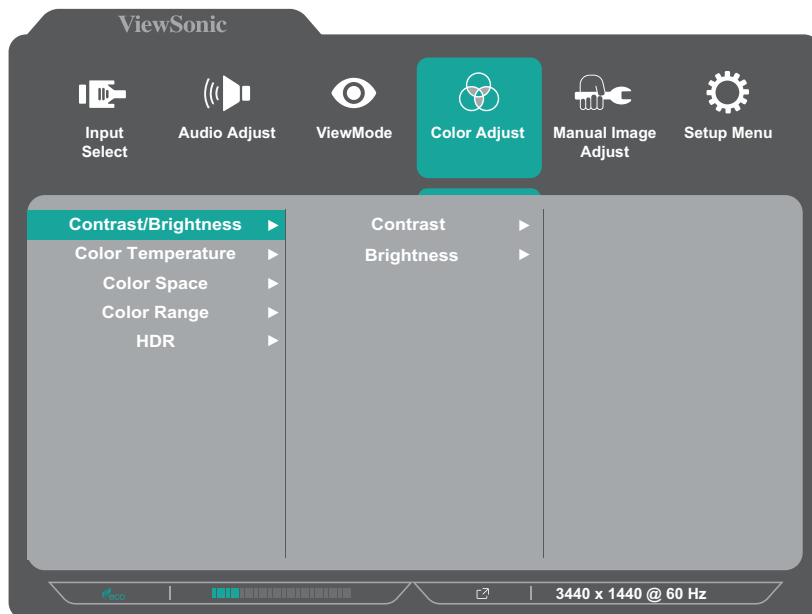 ViewSonic
Input Select
Audio Adjust
ViewMode
Color Adjust
Manual Image Adjust
Setup Menu
Contrast/Brightness
Contrast
Color Temperature
Brightness
Color Space
Color Range
HDR
eco
3440 x 1440 @ 60 Hz